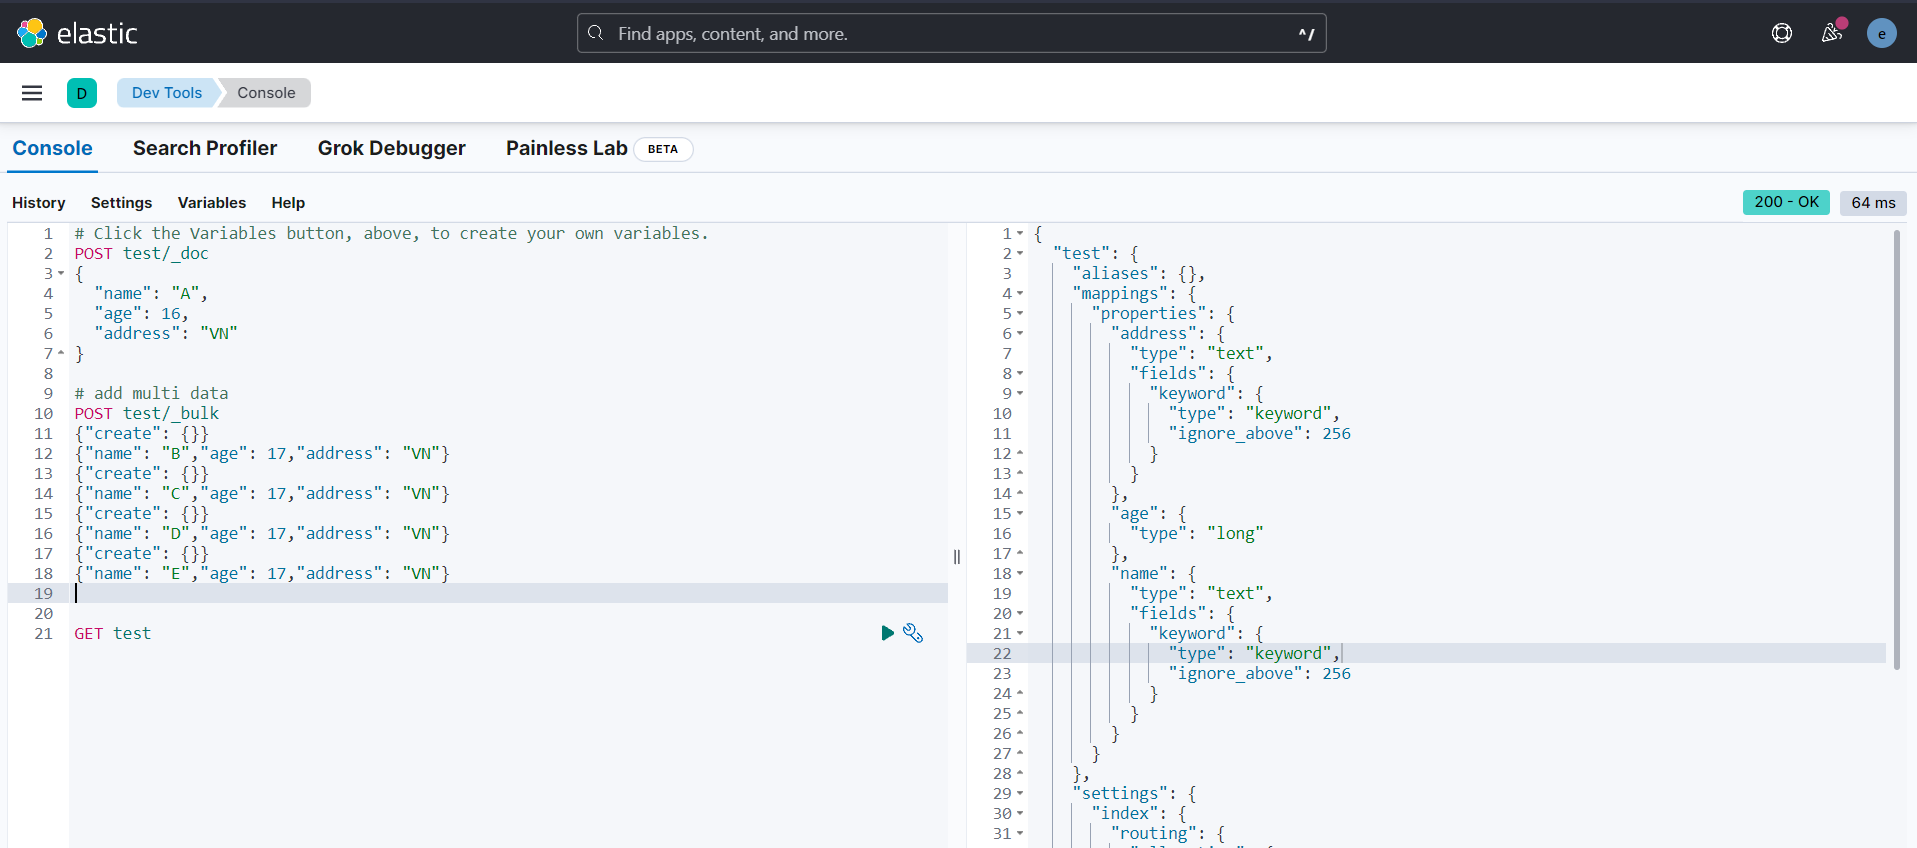 elastic
Find apps, content, and more.
^/
e
D
Dev Tools
Console
Console
Search Profiler
Grok Debugger
Painless Lab
BETA
History
Settings
Variables
Help
200 - OK
64 ms
1 # Click the Variables button, above, to create your own variables.
2 POST test/_doc
3 {
4   "name": "A",
5   "age": 16,
6   "address": "VN"
7 }
8
9 # add multi data
10 POST test/_bulk
11 {"create": {}}
12 {"name": "B","age": 17,"address": "VN"}
13 {"create": {}}
14 {"name": "C","age": 17,"address": "VN"}
15 {"create": {}}
16 {"name": "D","age": 17,"address": "VN"}
17 {"create": {}}
18 {"name": "E","age": 17,"address": "VN"}
19
20
21 GET test
1 {
2   "test": {
3     "aliases": {},
4     "mappings": {
5       "properties": {
6         "address": {
7           "type": "text",
8           "fields": {
9             "keyword": {
10               "type": "keyword",
11               "ignore_above": 256
12             }
13           }
14         },
15         "age": {
16           "type": "long"
17         },
18         "name": {
19           "type": "text",
20           "fields": {
21             "keyword": {
22               "type": "keyword",
23               "ignore_above": 256
24             }
25           }
26         }
27       }
28     },
29     "settings": {
30       "index": {
31         "routing": {